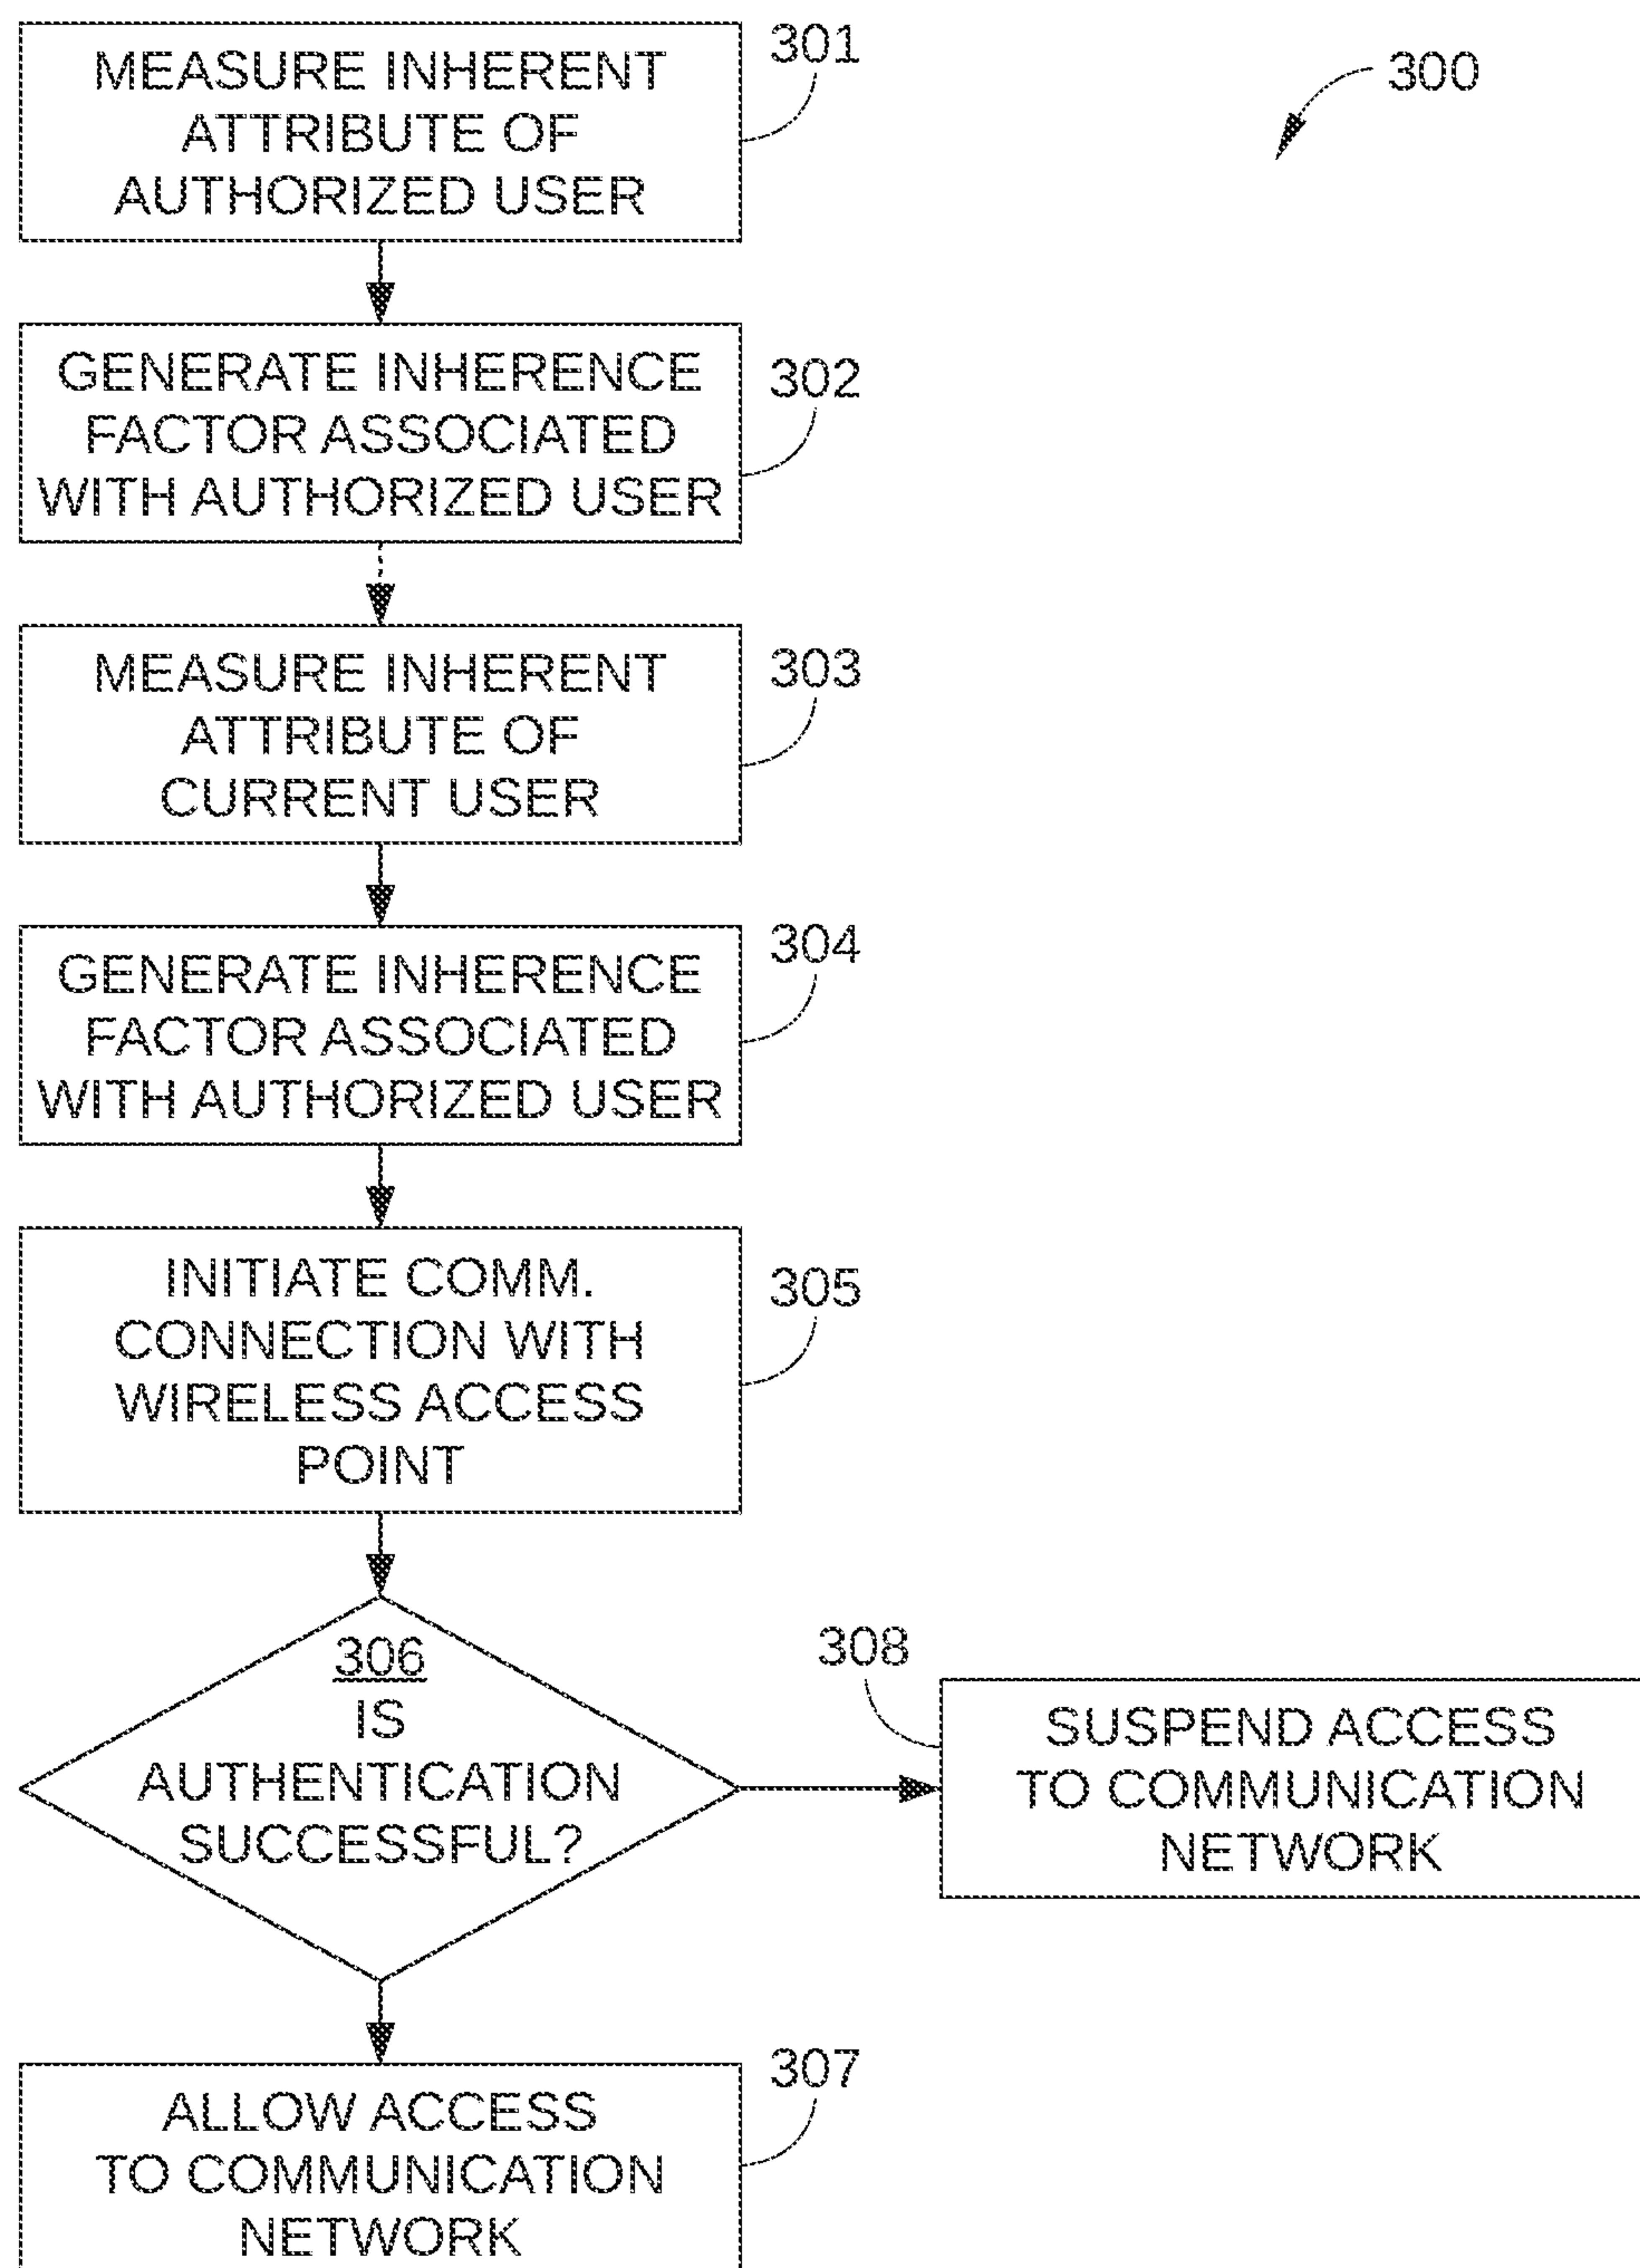 301
300
MEASURE INHERENT
ATTRIBUTE OF
AUTHORIZED USER
302
GENERATE INHERENCE
FACTOR ASSOCIATED
WITH AUTHORIZED USER
303
MEASURE INHERENT
ATTRIBUTE OF
CURRENT USER
304
GENERATE INHERENCE
FACTOR ASSOCIATED
WITH AUTHORIZED USER
305
INITIATE COMM.
CONNECTION WITH
WIRELESS ACCESS
POINT
306
IS
AUTHENTICATION
SUCCESSFUL?
308
SUSPEND ACCESS
TO COMMUNICATION
NETWORK
307
ALLOW ACCESS
TO COMMUNICATION
NETWORK